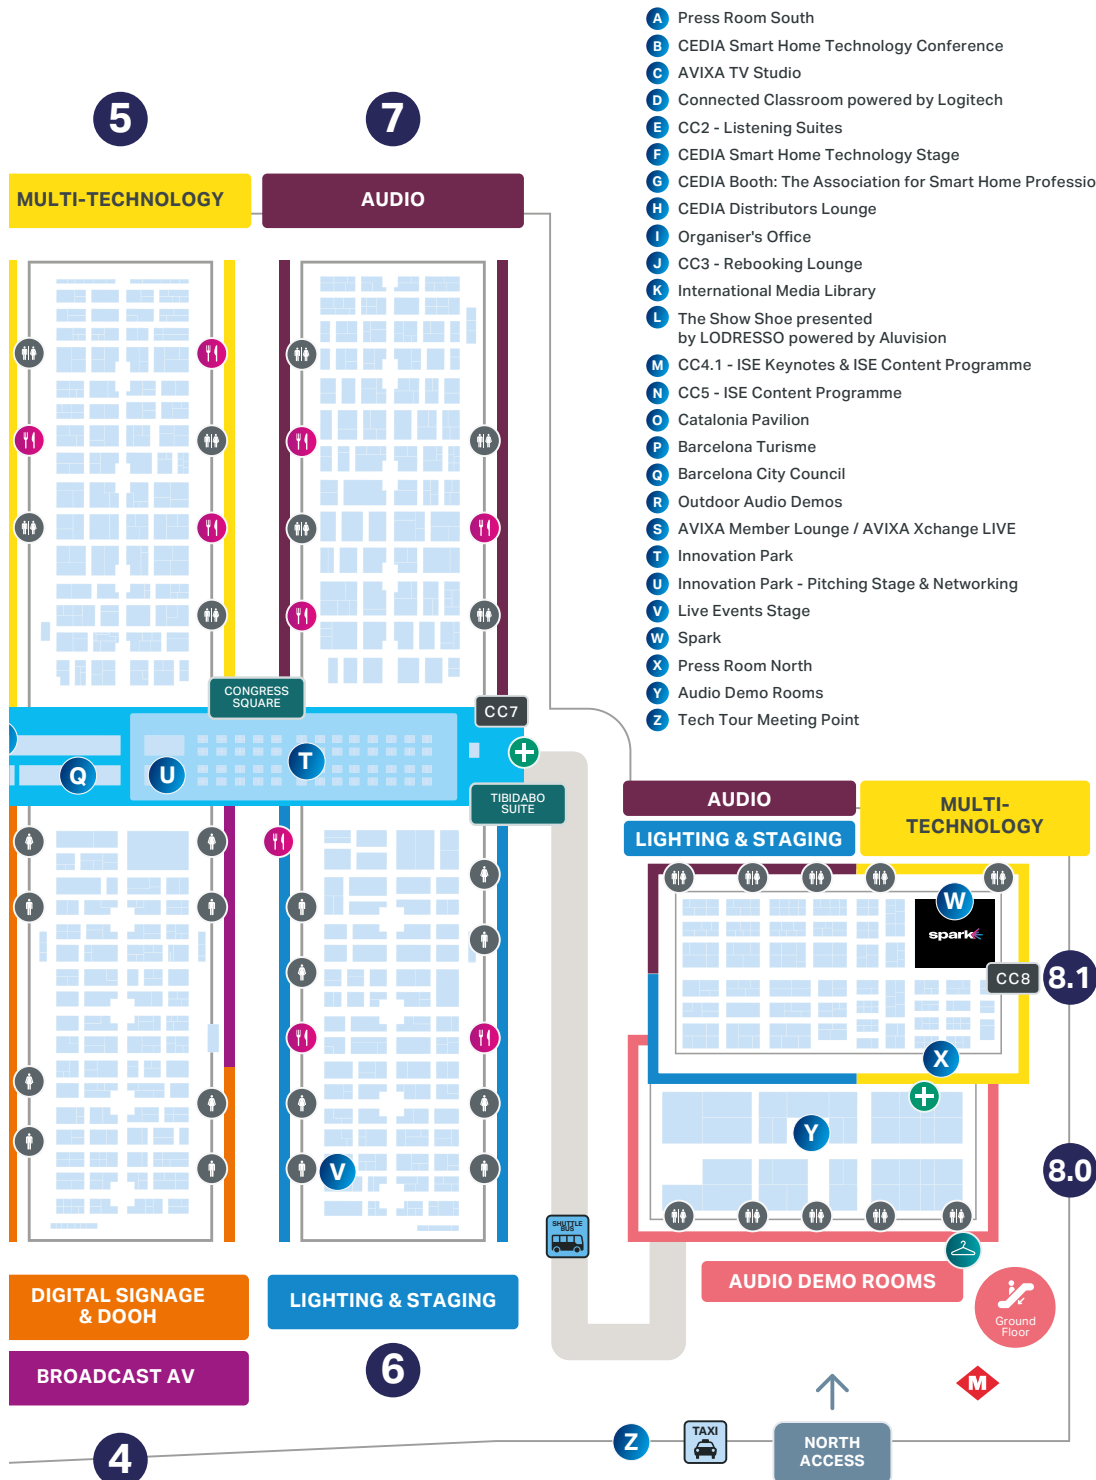 A Press Room South
B CEDIA Smart Home Technology Conference
C AVIXA TV Studio
D Connected Classroom powered by Logitech
E CC2 - Listening Suites
F CEDIA Smart Home Technology Stage
G CEDIA Booth: The Association for Smart Home Professio
H CEDIA Distributors Lounge
I Organiser's Office
J CC3 - Rebooking Lounge
K International Media Library
L The Show Shoe presented
by LODRESSO powered by Aluvision
M CC4.1 - ISE Keynotes & ISE Content Programme
N CC5 - ISE Content Programme
O Catalonia Pavilion
P Barcelona Turisme
Q Barcelona City Council
R Outdoor Audio Demos
S AVIXA Member Lounge / AVIXA Xchange LIVE
T Innovation Park
U Innovation Park - Pitching Stage & Networking
V Live Events Stage
W Spark
X Press Room North
Y Audio Demo Rooms
Z Tech Tour Meeting Point
5
7
MULTI-TECHNOLOGY
AUDIO
CONGRESS
SQUARE
CC7
Q
U
T
TIBIDABO
SUITE
AUDIO
LIGHTING & STAGING
MULTI-
TECHNOLOGY
W
spark
CC8
8.1
X
Y
8.0
V
SHUTTLE
BUS
AUDIO DEMO ROOMS
Ground
Floor
DIGITAL SIGNAGE
& DOOH
LIGHTING & STAGING
BROADCAST AV
6
4
M
Z
TAXI
NORTH
ACCESS